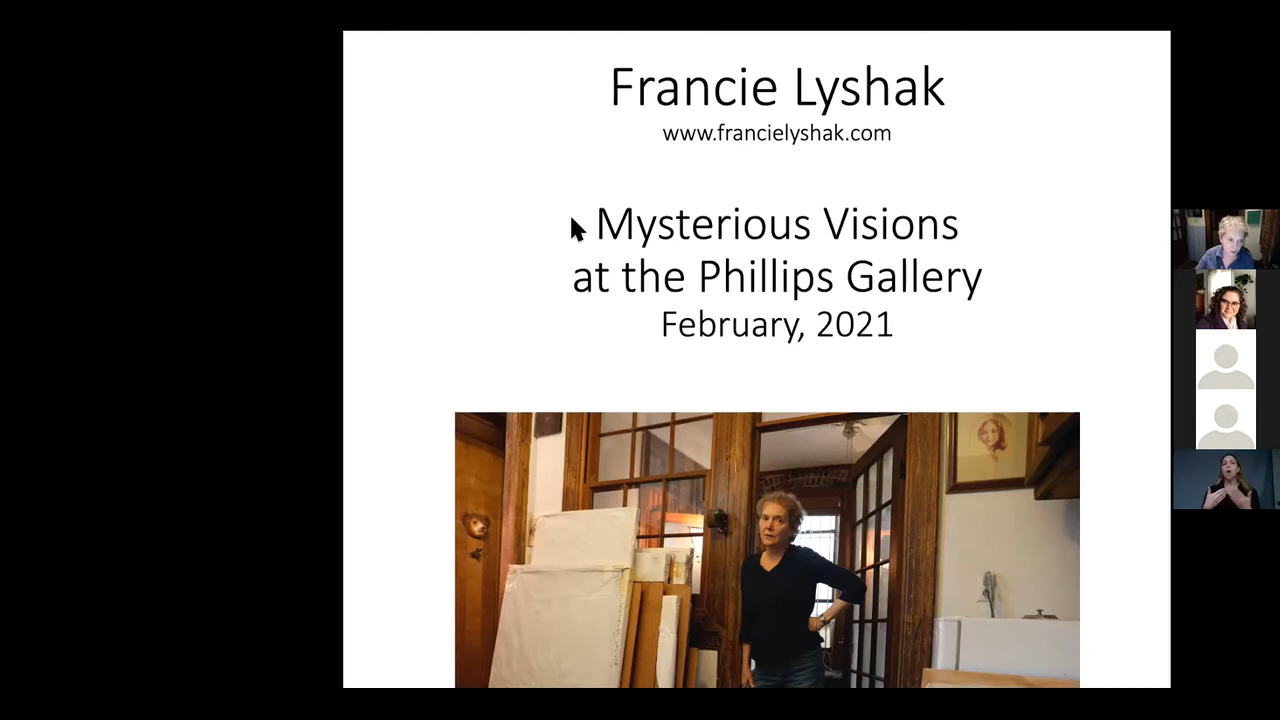 Francie Lyshak
www.francielyshak.com
Mysterious Visions
at the Phillips Gallery
February, 2021